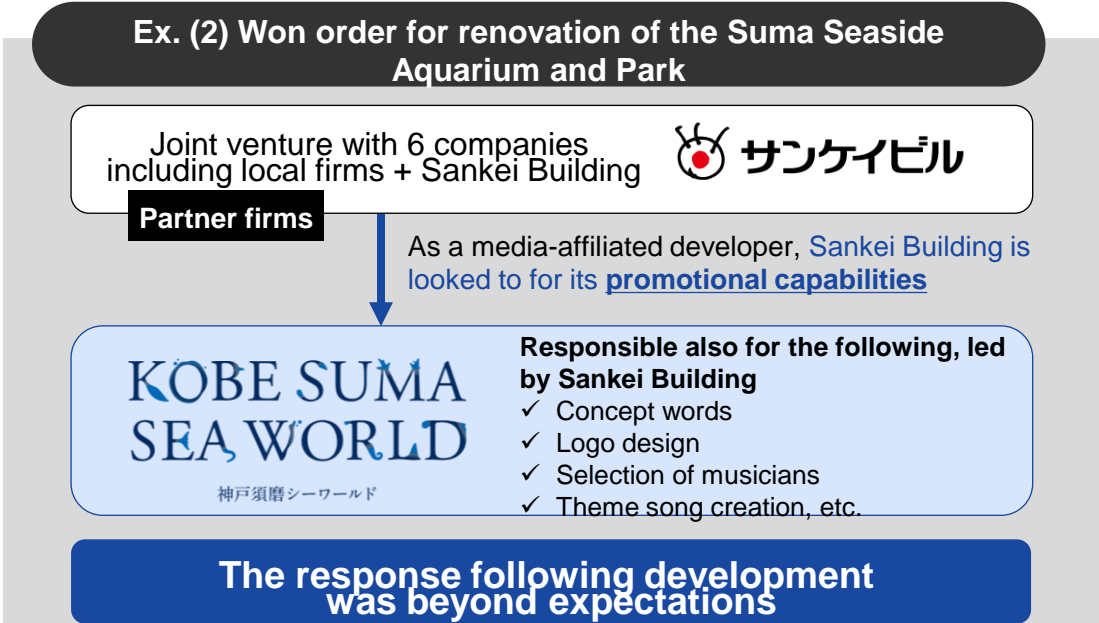 Ex. (2) Won order for renovation of the Suma Seaside
Aquarium and Park
Joint venture with 6 companies
including local firms + Sankei Building
サンケイビル
Partner firms
As a media-affiliated developer, Sankei Building is
looked to for its promotional capabilities
KOBE SUMA
SEA WORLD
神戸須磨シーワールド
Responsible also for the following, led
by Sankei Building
✓ Concept words
✓ Logo design
✓ Selection of musicians
✓ Theme song creation, etc.
The response following development
was beyond expectations